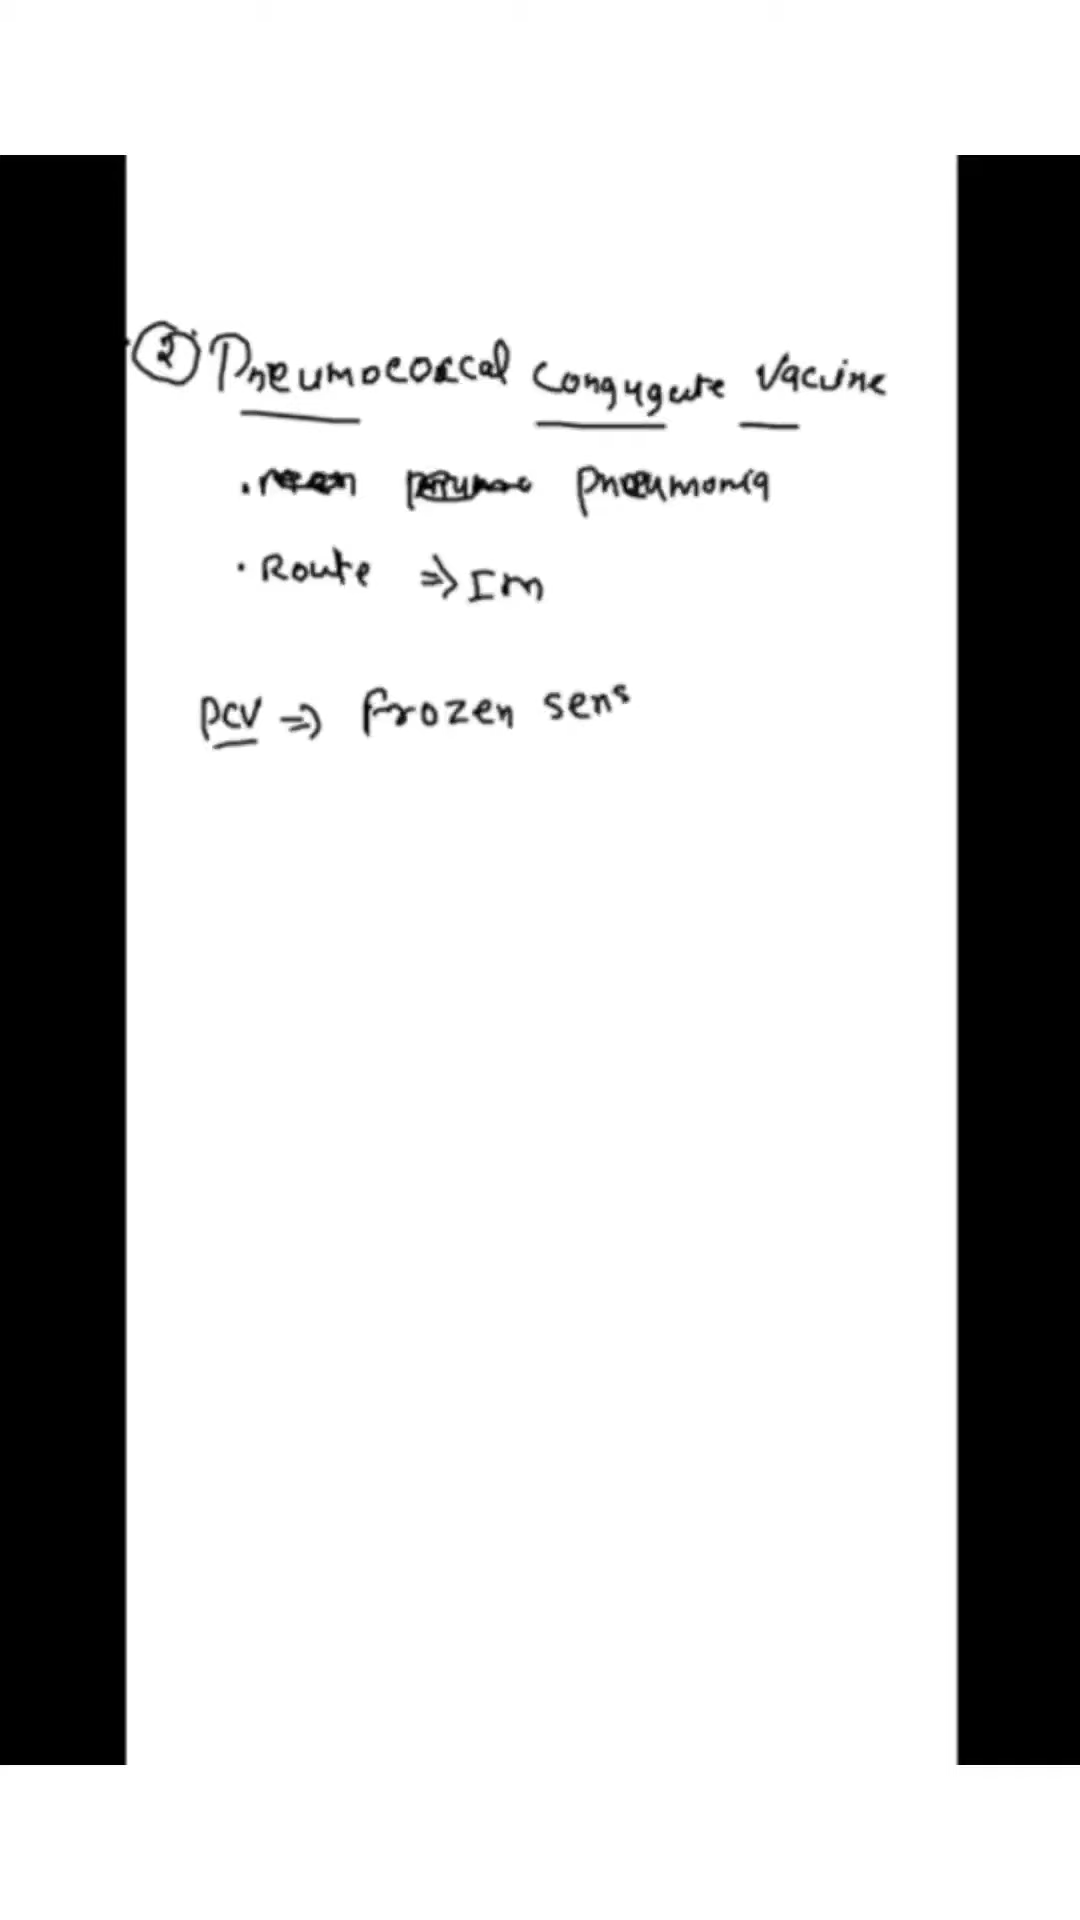 ② Pneumococcal Conjugate Vaccine
. Pneumonia
. Route ⇒ Im
PCV ⇒ Frozen sens